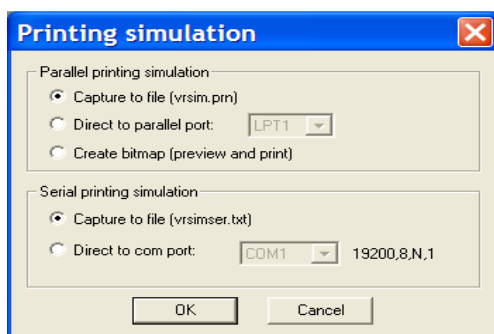 Printing simulation
Parallel printing simulation
Capture to file (vrsim.prn)
Direct to parallel port: LPT1
Create bitmap (preview and print)
Serial printing simulation
Capture to file (vrsimser.txt)
Direct to com port: COM1 19200,8,N,1
OK Cancel